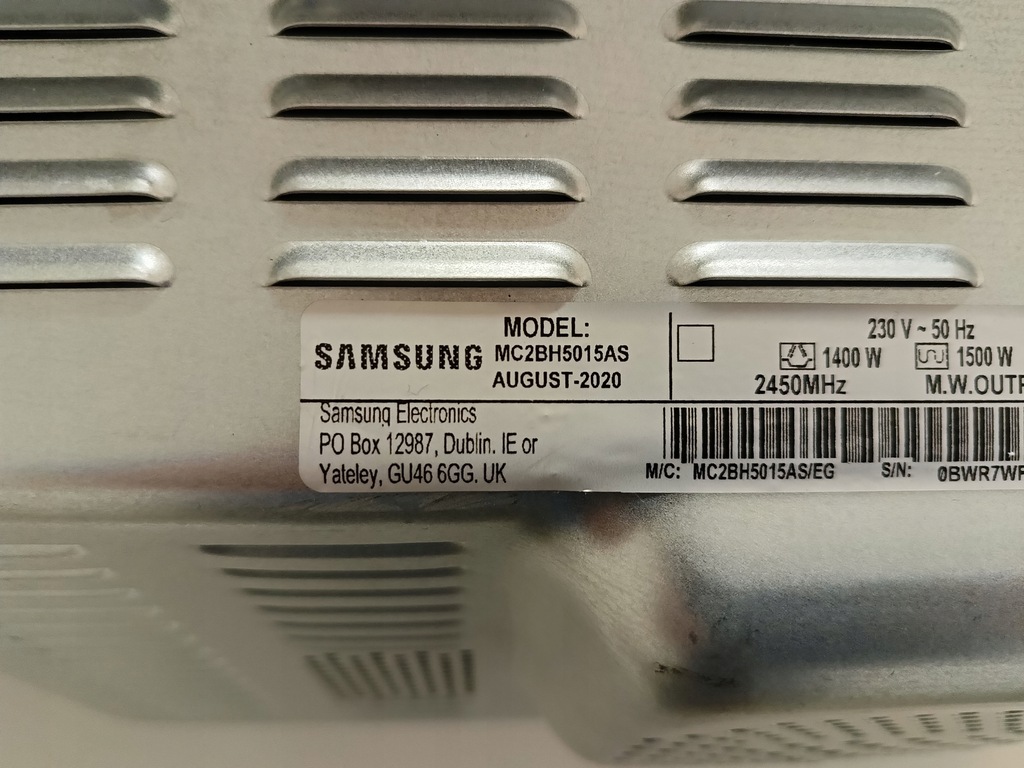 SAMSUNG
MODEL:
MC2BH5015AS
AUGUST-2020
230 V ~ 50 Hz
1400 W 1500 W
2450MHz
Samsung Electronics
PO Box 12987, Dublin. IE or
Yateley, GU46 6GG. UK
M/C: MC2BH5015AS/EG S/N: